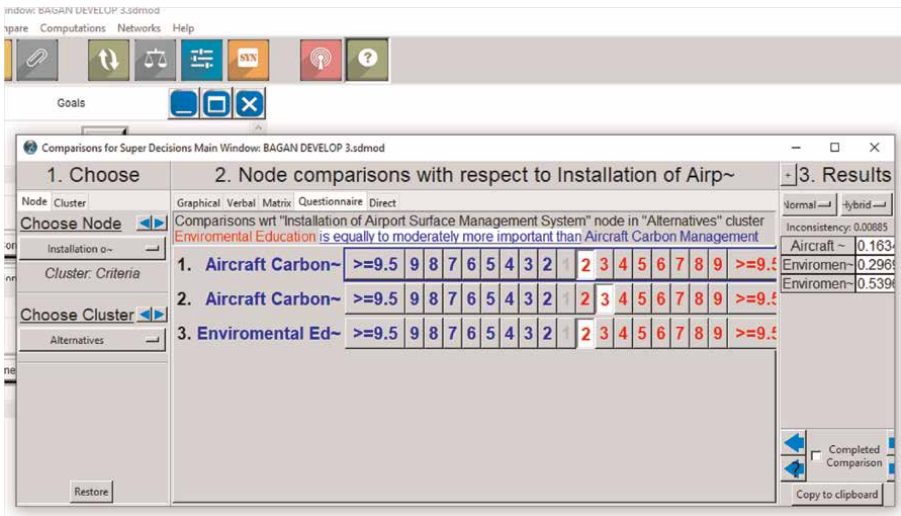 indow: BAGAN DEVELOP 3.sdmod
npare Computations Networks Help
SYN ?
Goals
Comparisons for Super Decisions Main Window: BAGAN DEVELOP 3.sdmod
1. Choose
2. Node comparisons with respect to Installation of Airp~
+ 3. Results
Node Cluster
Graphical Verbal Matrix Questionnaire Direct
Normal Hybrid
Choose Node
Comparisons wrt "Installation of Airport Surface Management System" node in "Alternatives" cluster
Enviromental Education is equally to moderately more important than Aircraft Carbon Management
Inconsistency: 0.00885
Installation o~
Cluster: Criteria
Choose Cluster
Alternatives
1. Aircraft Carbon~ >=9.5 9 8 7 6 5 4 3 2 1 2 3 4 5 6 7 8 9 >=9.5
2. Aircraft Carbon~ >=9.5 9 8 7 6 5 4 3 2 1 2 3 4 5 6 7 8 9 >=9.5
3. Enviromental Ed~ >=9.5 9 8 7 6 5 4 3 2 1 2 3 4 5 6 7 8 9 >=9.5
Aircraft ~ 0.1634
Enviromen~ 0.2969
Enviromen~ 0.5396
Completed
Comparison
?
Restore
Copy to clipboard